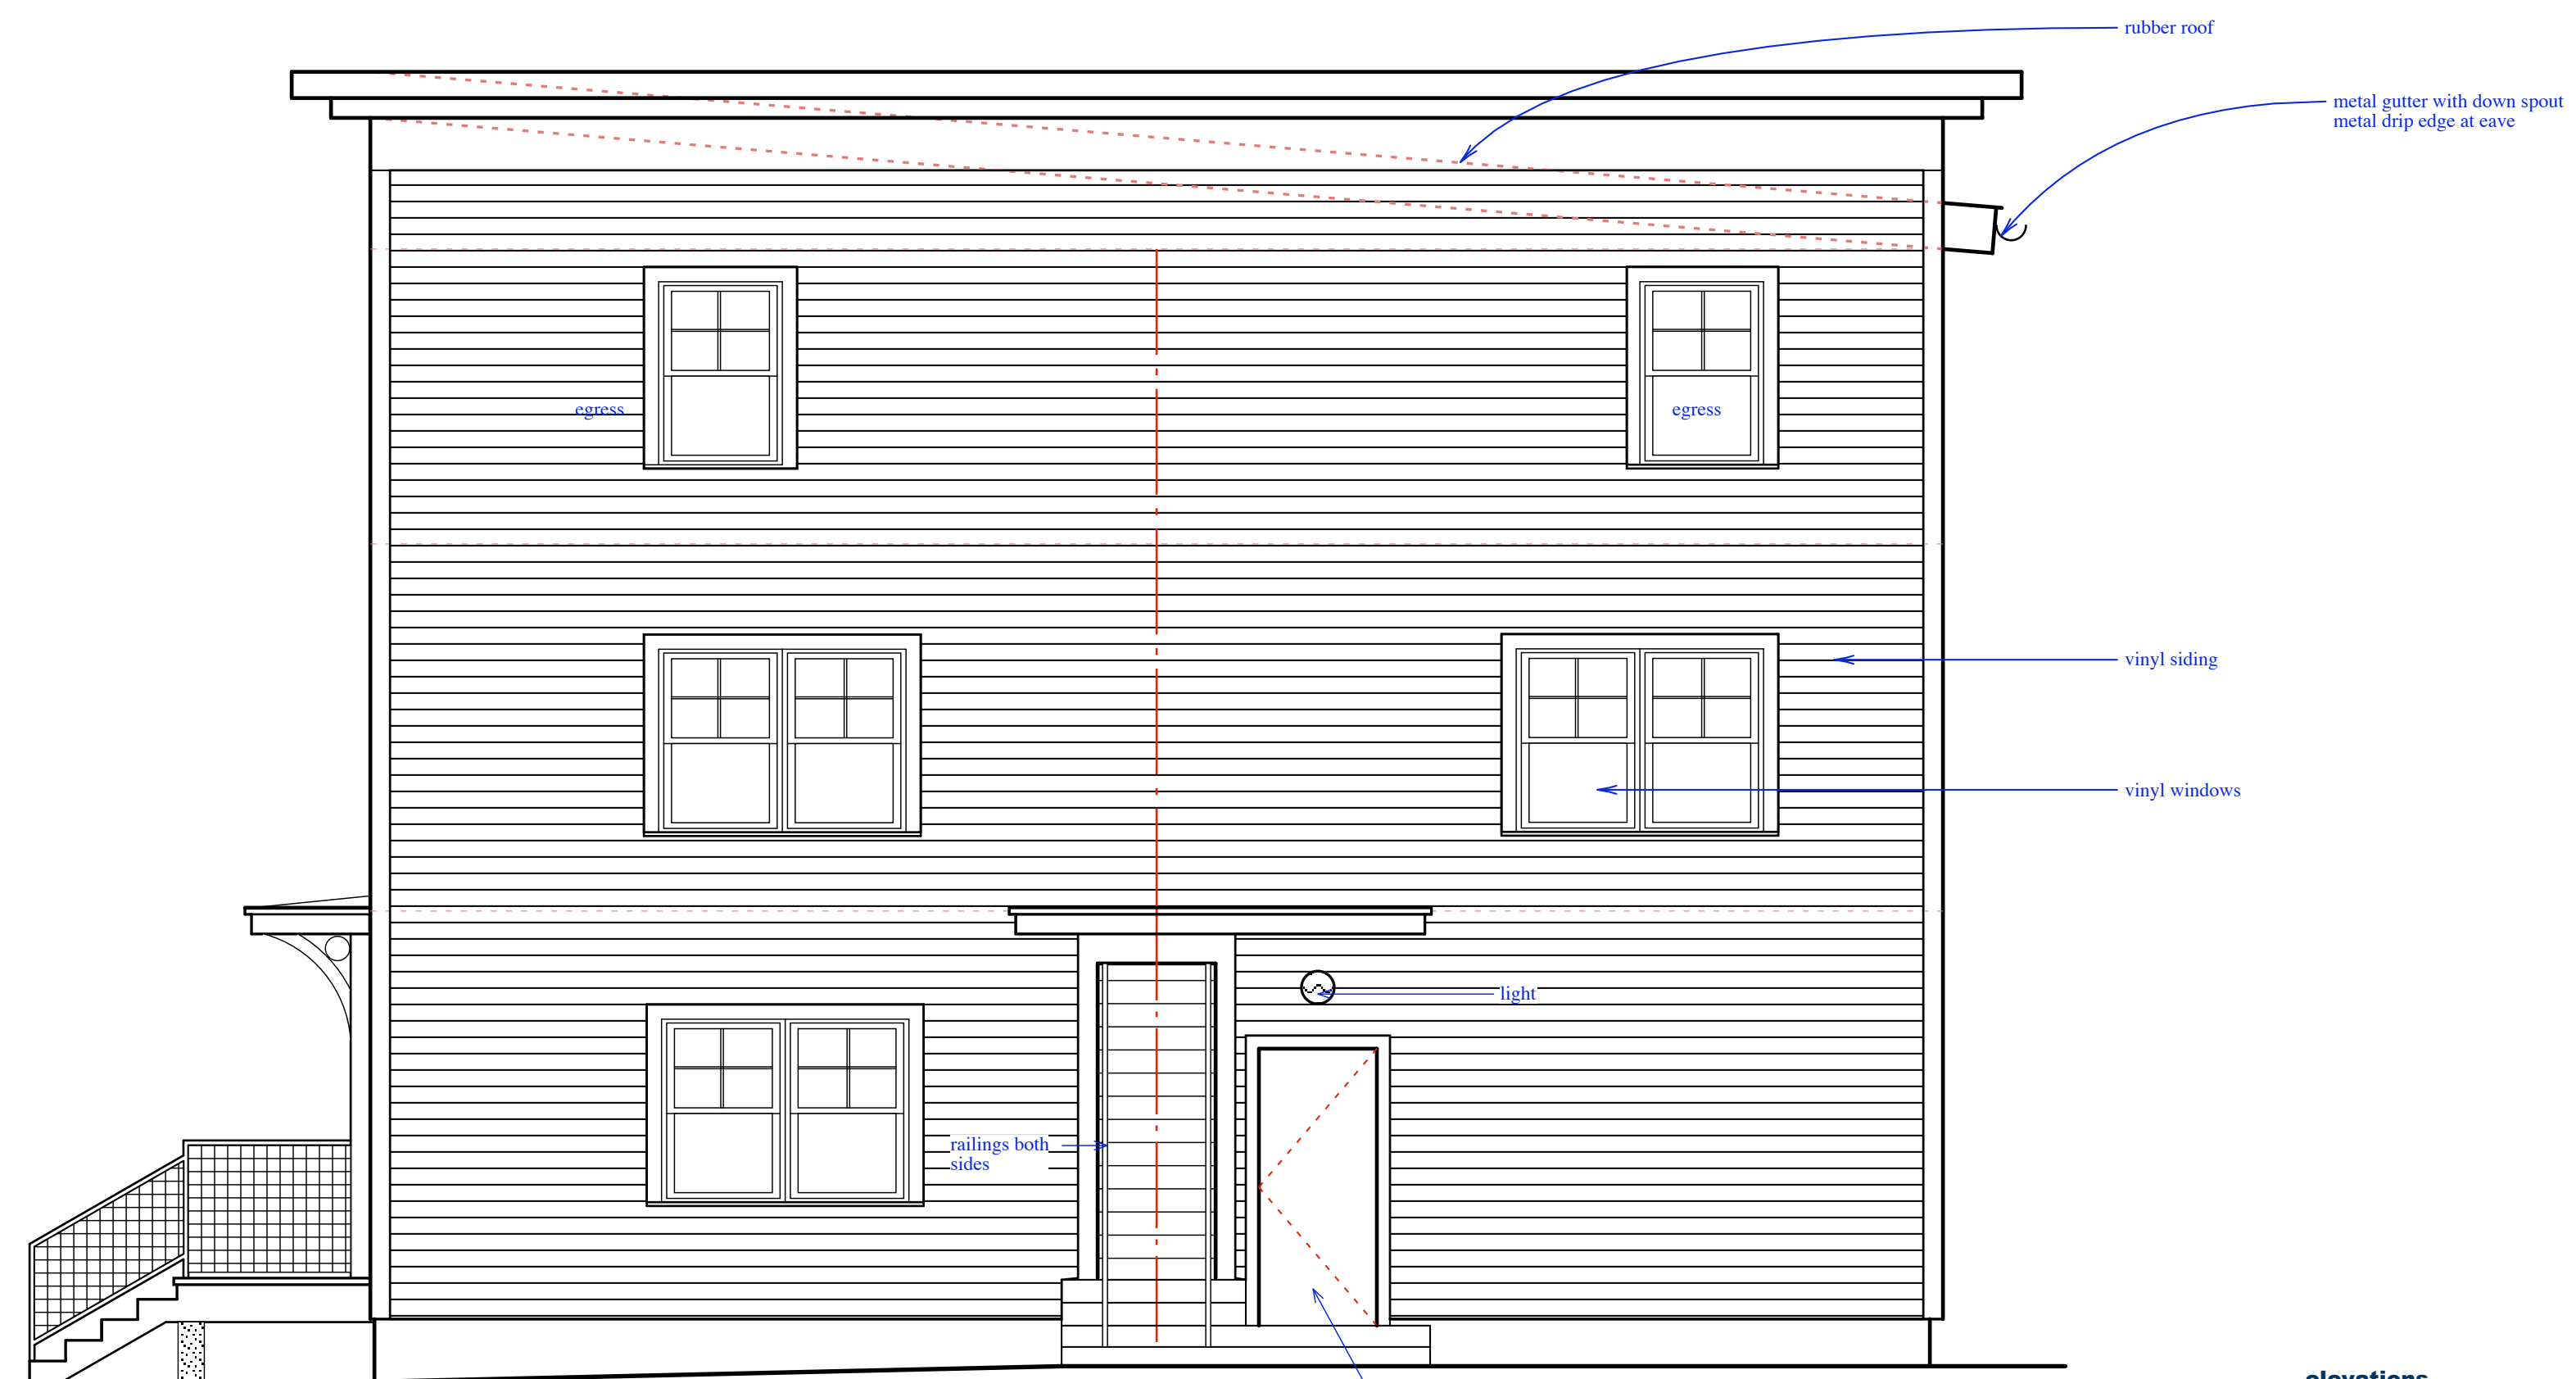 rubber roof
metal gutter with down spout
metal drip edge at eave
egress
egress
vinyl siding
vinyl windows
light
railings both
sides
elevations